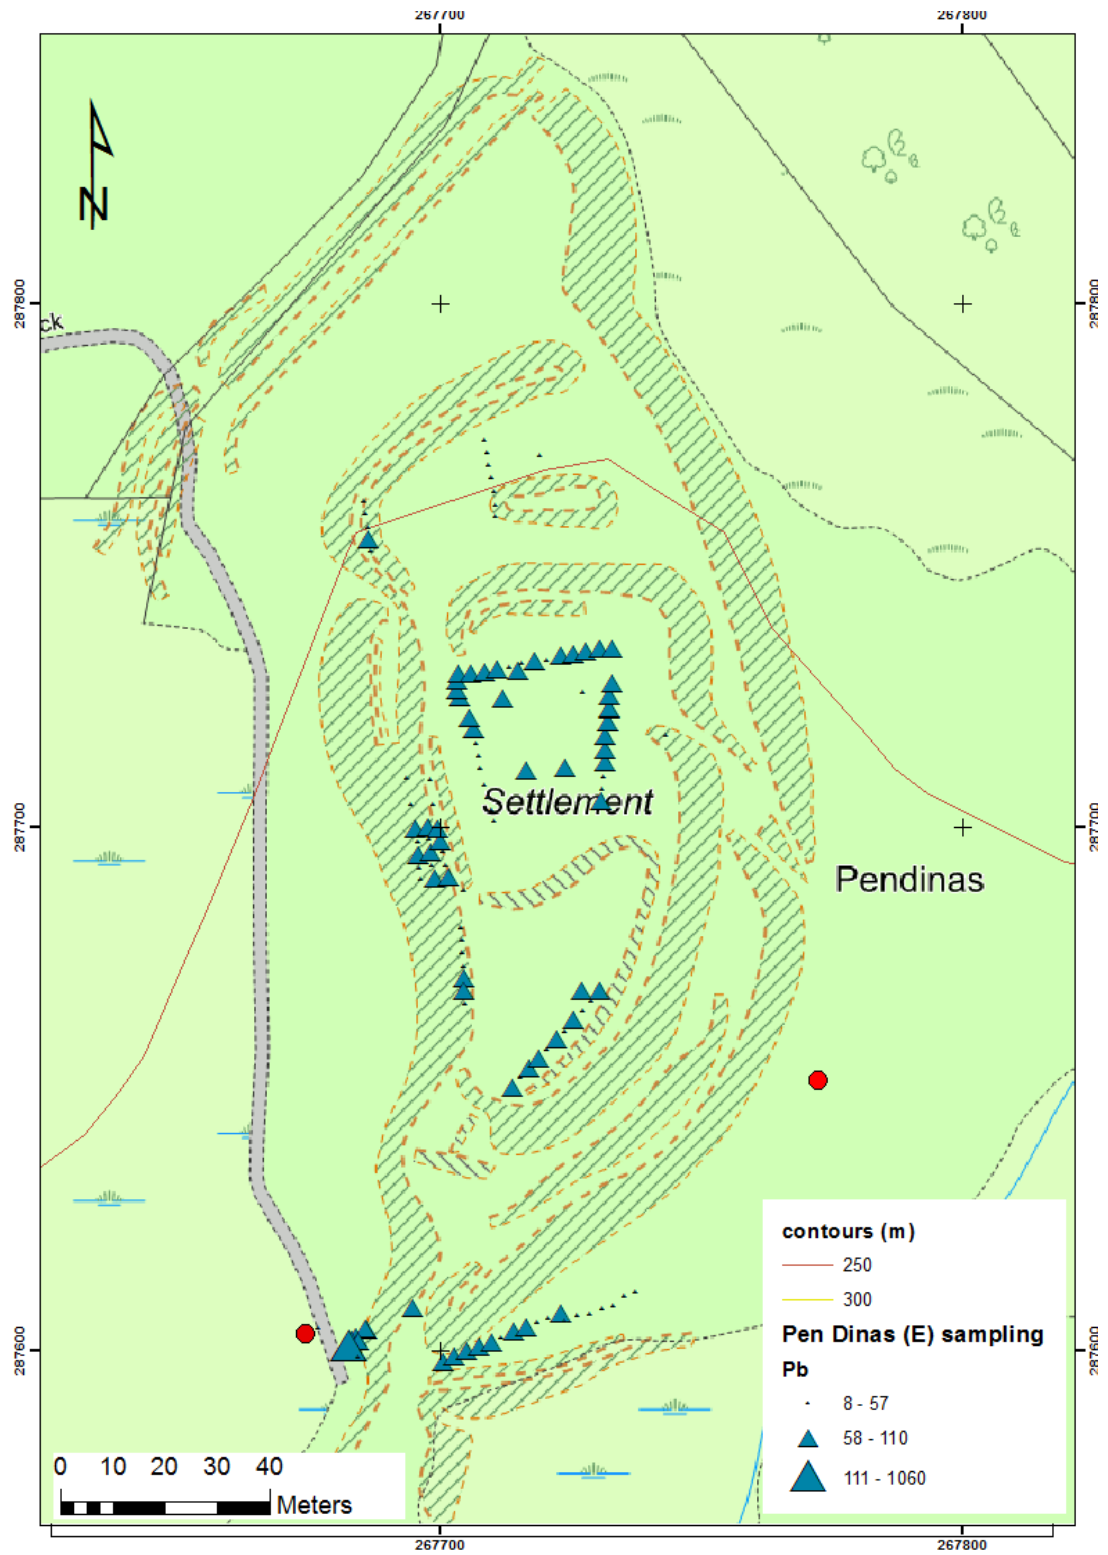 267700 267800
N
ck
287800 287800
287700 287700
Settlement
Pendinas
287600 287600
contours (m)
250
300
Pen Dinas (E) sampling
Pb
8 - 57
58 - 110
111 - 1060
0 10 20 30 40
Meters
267700 267800